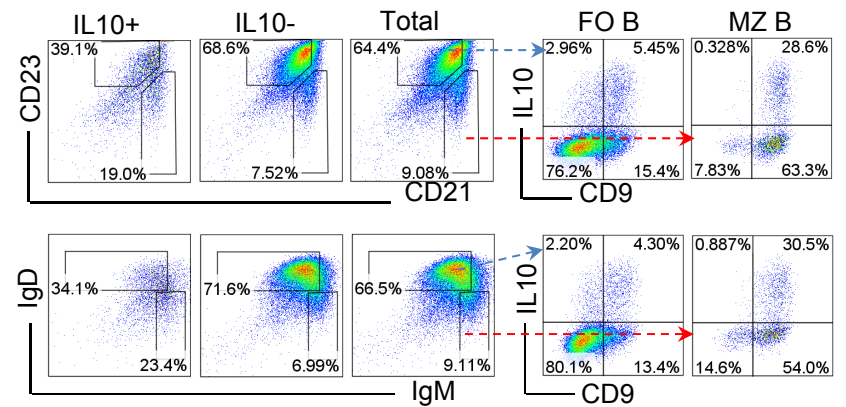 IL10+ IL10- Total FO B MZ B
39.1% 68.6% 64.4% 2.96% 5.45% 0.328% 28.6%
CD23
IL10
19.0% 7.52% 9.08% 76.2% 15.4% 7.83% 63.3%
CD21 CD9
2.20% 4.30% 0.887% 30.5%
IgD
34.1% 71.6% 66.5%
IL10
23.4% 6.99% 9.11% 80.1% 13.4% 14.6% 54.0%
IgM CD9